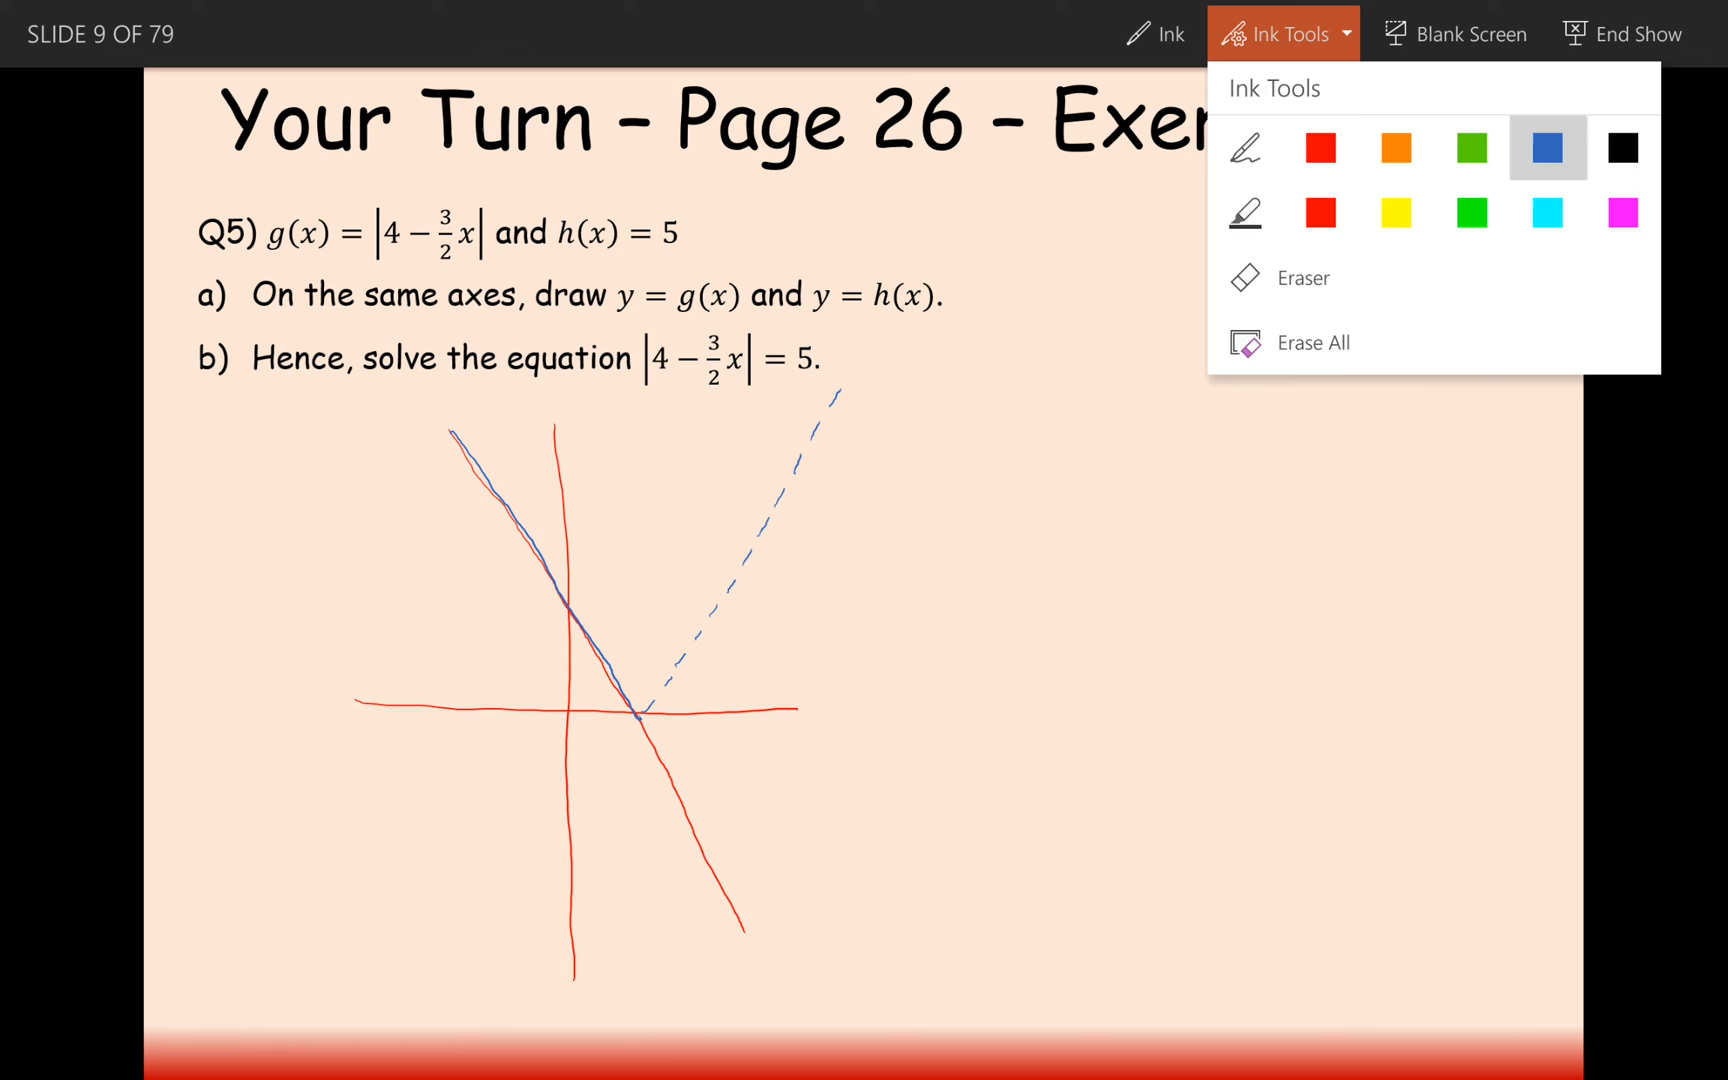 SLIDE 9 OF 79
Ink
Ink Tools
Blank Screen
End Show
Ink Tools
Eraser
Erase All
Your Turn – Page 26 – Exer
Q5) g(x) = |4 − 3/2 x| and h(x) = 5
a) On the same axes, draw y = g(x) and y = h(x).
b) Hence, solve the equation |4 − 3/2 x| = 5.